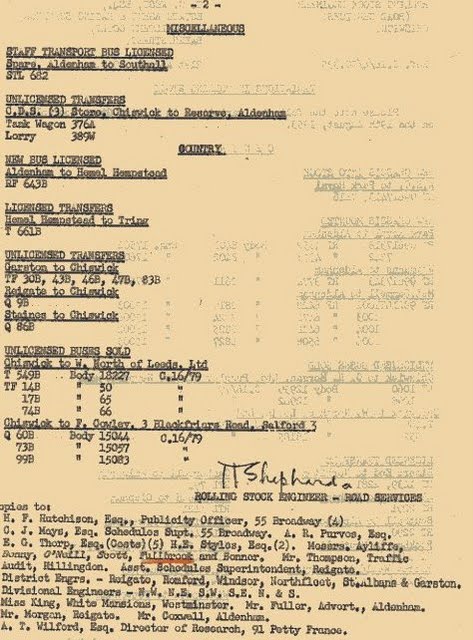 - 2 -
MISCELLANEOUS
STAFF TRANSPORT BUS LICENSED
Spare, Aldenham to Southall
STL 682
UNLICENSED TRANSFERS
C.D.S. (3) Store, Chiswick to Reserve, Aldenham
Tank Wagon 376A
Lorry 389W
COUNTRY
NEW BUS LICENSED
Aldenham to Hemel Hempstead
RF 643B
LICENSED TRANSFERS
Hemel Hempstead to Tring
T 661B
UNLICENSED TRANSFERS
Garston to Chiswick
TF 30B, 43B, 46B, 47B, 83B
Reigate to Chiswick
Q 9B
Staines to Chiswick
Q 86B
UNLICENSED BUSES SOLD
Chiswick to W. North of Leeds, Ltd
T 549B Body 18227 C.16/79
TF 14B " 50 "
17B " 65 "
74B " 66 "
Chiswick to F. Cowley, 3 Blackfriars Road, Salford 3
Q 60B Body 15044 C.16/79
73B " 15057 "
99B " 15083 "
Shephard
ROLLING STOCK ENGINEER - ROAD SERVICES
opies to:
H. F. Hutchison, Esq., Publicity Officer, 55 Broadway (4)
C. J. Mays, Esq. Schedules Supt. 55 Broadway. A. R. Purves, Esq.
E. G. Thorp, Esq.(Costs)(5) H.E. Styles, Esq.(2). Messrs. Ayliffe,
Bunny, O'Neill, Scott, Fullbrook and Bonnor. Mr. Thompson, Traffic
Audit, Rillington. Asst. Schedules Superintendent, Reigate.
District Engrs. - Reigate, Romford, Windsor, Northfleet, St.Albans & Garston.
Divisional Engineers - N.W, N.E, S.W, S.E, N. & S.
Miss King, White Mansions, Westminster. Mr. Fuller, Advert., Aldenham.
Mr. Morgan, Reigate. Mr. Coxwall, Aldenham.
A. T. Wilford, Esq. Director of Research, 91 Petty France.